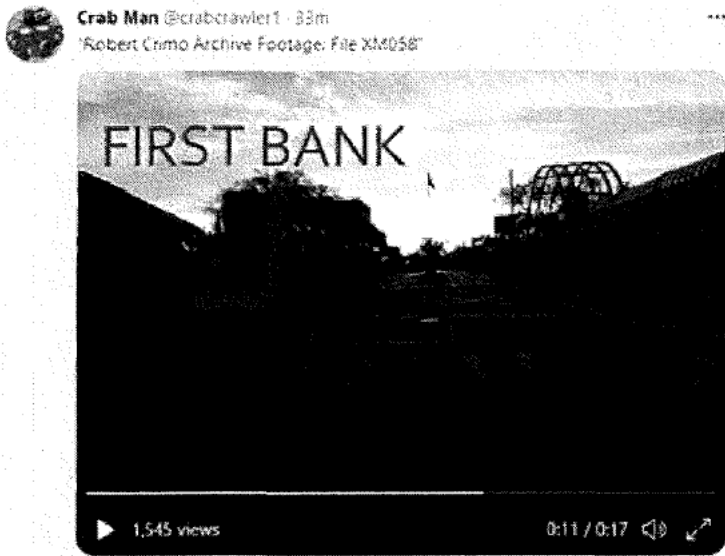 Crab Man @crabcrawler1 · 33m
"Robert Crimo Archive Footage: File XM058"
FIRST BANK
1,545 views
0:11 / 0:17